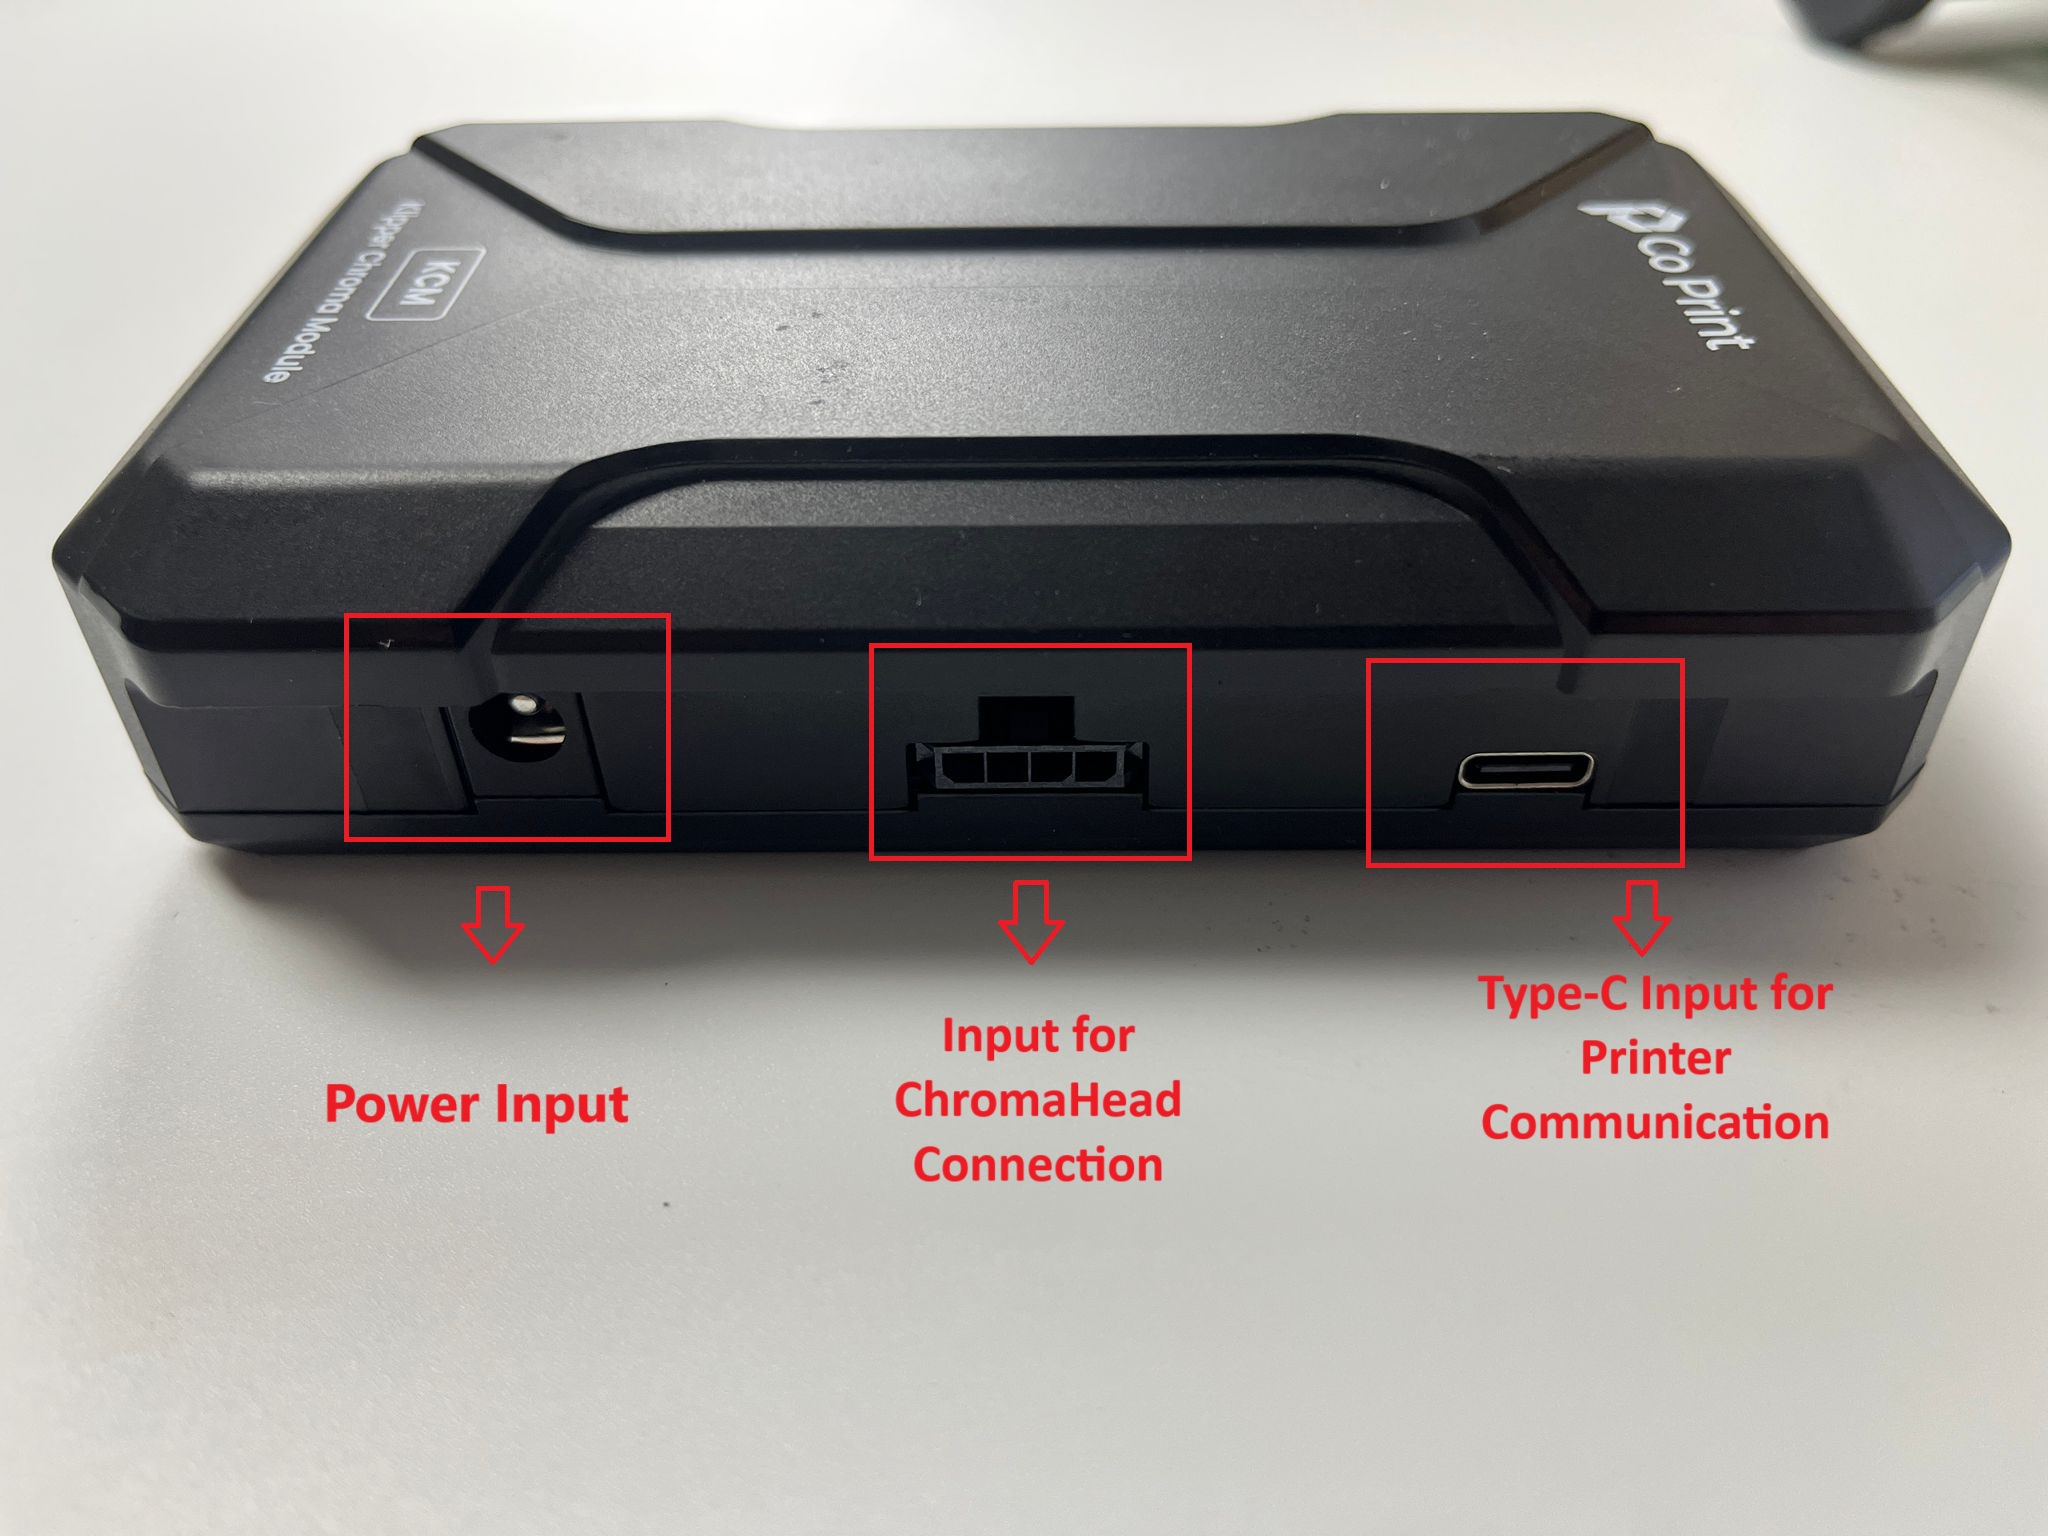 Co Print
KCM
Klipper Chroma Module
Power Input
Input for
ChromaHead
Connection
Type-C Input for
Printer
Communication